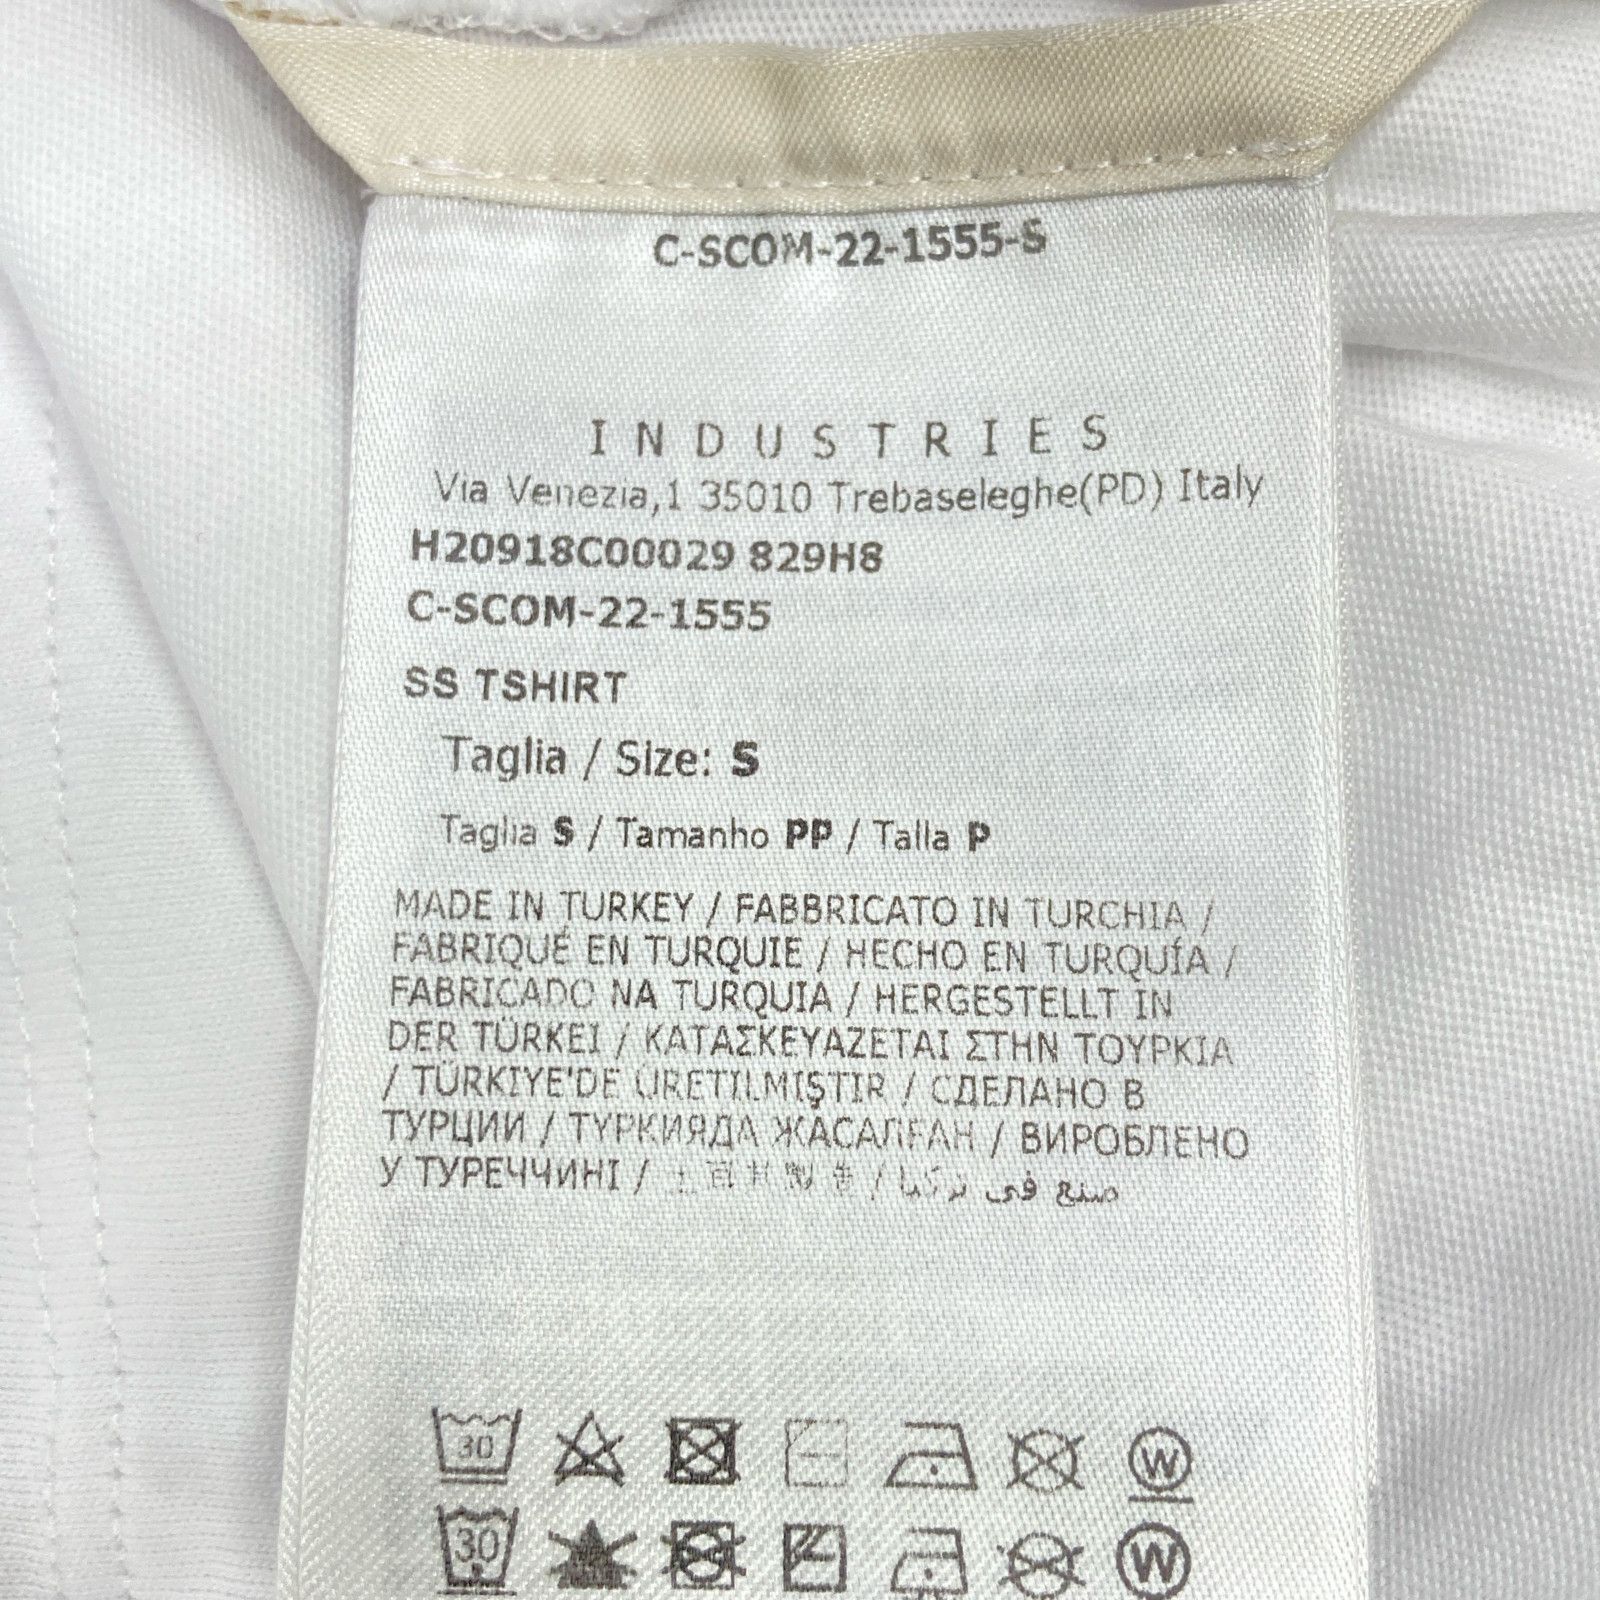 C-SCOM-22-1555-S
INDUSTRIES
Via Venezia,1 35010 Trebaseleghe(PD) Italy
H20918C00029 829H8
C-SCOM-22-1555
SS TSHIRT
Taglia / Size: S
Taglia S / Tamanho PP / Talla P
MADE IN TURKEY / FABBRICATO IN TURCHIA /
FABRIQUÉ EN TURQUIE / HECHO EN TURQUÍA /
FABRICADO NA TURQUIA / HERGESTELLT IN
DER TÜRKEI / ΚΑΤΑΣΚΕΥΑΖΕΤΑΙ ΣΤΗΝ ΤΟΥΡΚΙΑ
/ TÜRKIYE'DE ÜRETILMIŞTIR / СДЕЛАНО В
ТУРЦИИ / ТҮРКИЯДА ЖАСАЛҒАН / ВИРОБЛЕНО
У ТУРЕЧЧИНІ / / صنع في تركيا
30 W
30 W